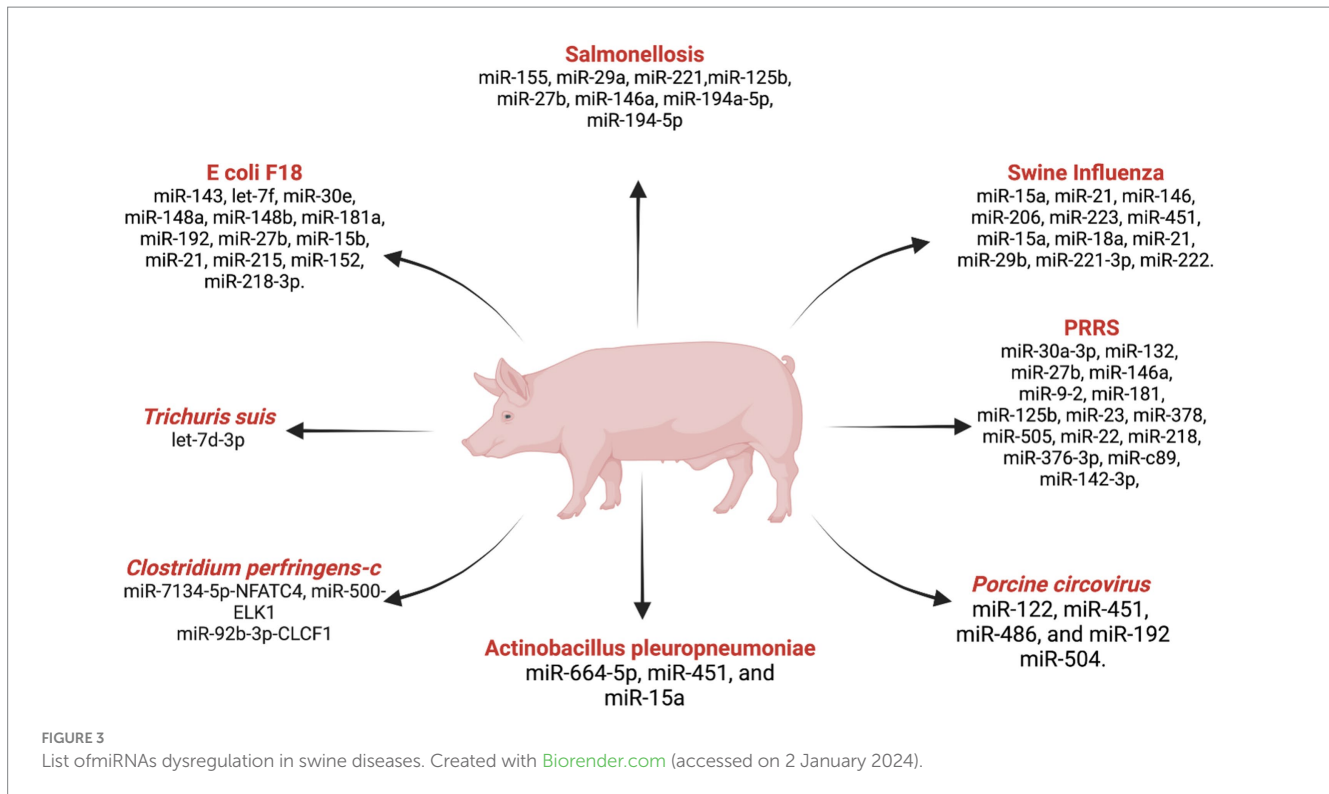 Salmonellosis
miR-155, miR-29a, miR-221,miR-125b,
miR-27b, miR-146a, miR-194a-5p,
miR-194-5p
E coli F18
miR-143, let-7f, miR-30e,
miR-148a, miR-148b, miR-181a,
miR-192, miR-27b, miR-15b,
miR-21, miR-215, miR-152,
miR-218-3p.
Swine Influenza
miR-15a, miR-21, miR-146,
miR-206, miR-223, miR-451,
miR-15a, miR-18a, miR-21,
miR-29b, miR-221-3p, miR-222.
PRRS
miR-30a-3p, miR-132,
miR-27b, miR-146a,
miR-9-2, miR-181,
miR-125b, miR-23, miR-378,
miR-505, miR-22, miR-218,
miR-376-3p, miR-c89,
miR-142-3p,
Trichuris suis
let-7d-3p
Clostridium perfringens-c
miR-7134-5p-NFATC4, miR-500-
ELK1
miR-92b-3p-CLCF1
Actinobacillus pleuropneumoniae
miR-664-5p, miR-451, and
miR-15a
Porcine circovirus
miR-122, miR-451,
miR-486, and miR-192
miR-504.
FIGURE 3
List ofmiRNAs dysregulation in swine diseases. Created with Biorender.com (accessed on 2 January 2024).